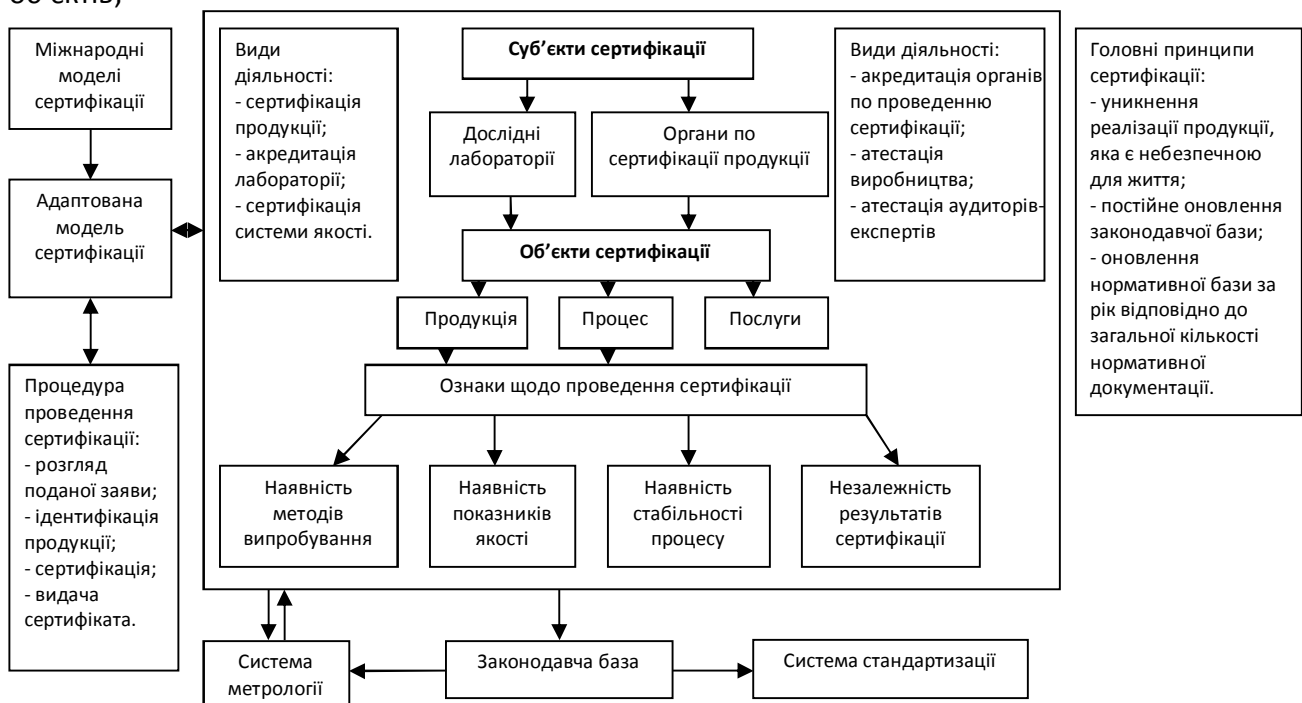 об'єктів;
Міжнародні
моделі
сертифікації
Адаптована
модель
сертифікації
Процедура
проведення
сертифікації:
- розгляд
поданої заяви;
- ідентифікація
продукції;
- сертифікація;
- видача
сертифіката.
Види
діяльності:
- сертифікація
продукції;
- акредитація
лабораторії;
- сертифікація
системи якості.
Суб’єкти сертифікації
Дослідні
лабораторії
Органи по
сертифікації продукції
Об’єкти сертифікації
Продукція
Процес
Послуги
Ознаки щодо проведення сертифікації
Наявність
методів
випробування
Наявність
показників
якості
Наявність
стабільності
процесу
Незалежність
результатів
сертифікації
Види діяльності:
- акредитація органів
по проведенню
сертифікації;
- атестація
виробництва;
- атестація аудиторів-
експертів
Головні принципи
сертифікації:
- уникнення
реалізації продукції,
яка є небезпечною
для життя;
- постійне оновлення
законодавчої бази;
- оновлення
нормативної бази за
рік відповідно до
загальної кількості
нормативної
документації.
Система
метрології
Законодавча база
Система стандартизації